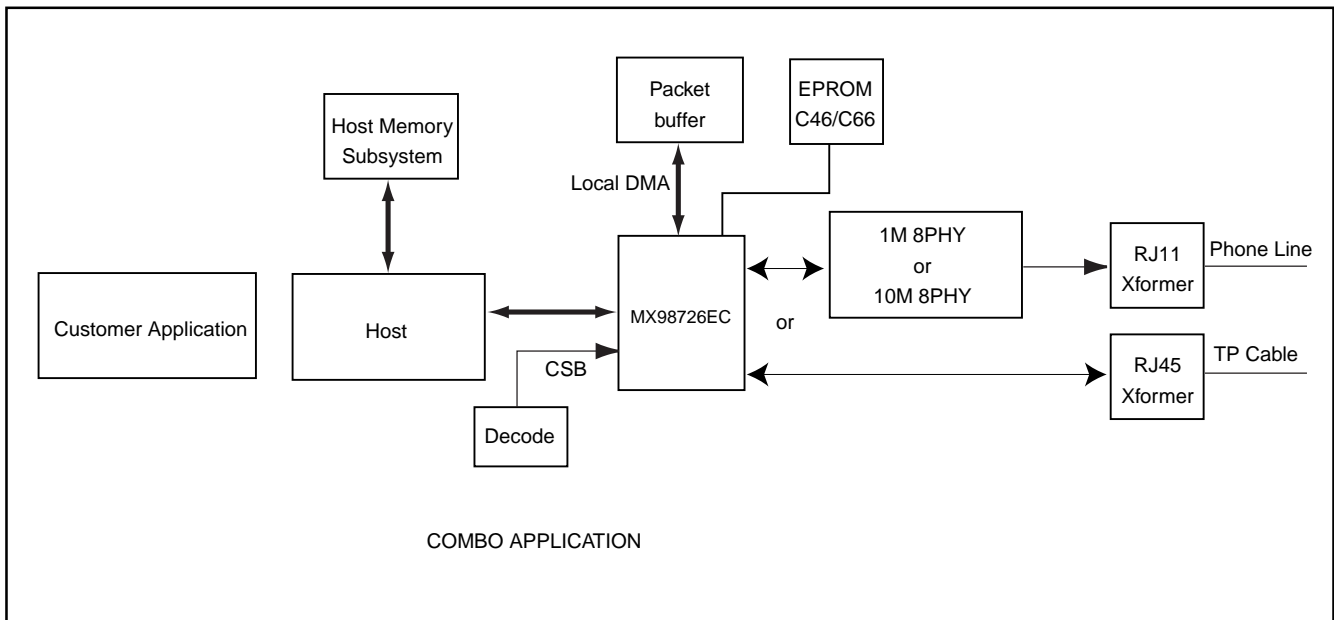 Packet
buffer
EPROM
C46/C66
Host Memory
Subsystem
Local DMA
1M 8PHY
or
10M 8PHY
RJ11
Xformer
Phone Line
Customer Application
Host
MX98726EC
or
CSB
RJ45
Xformer
TP Cable
Decode
COMBO APPLICATION